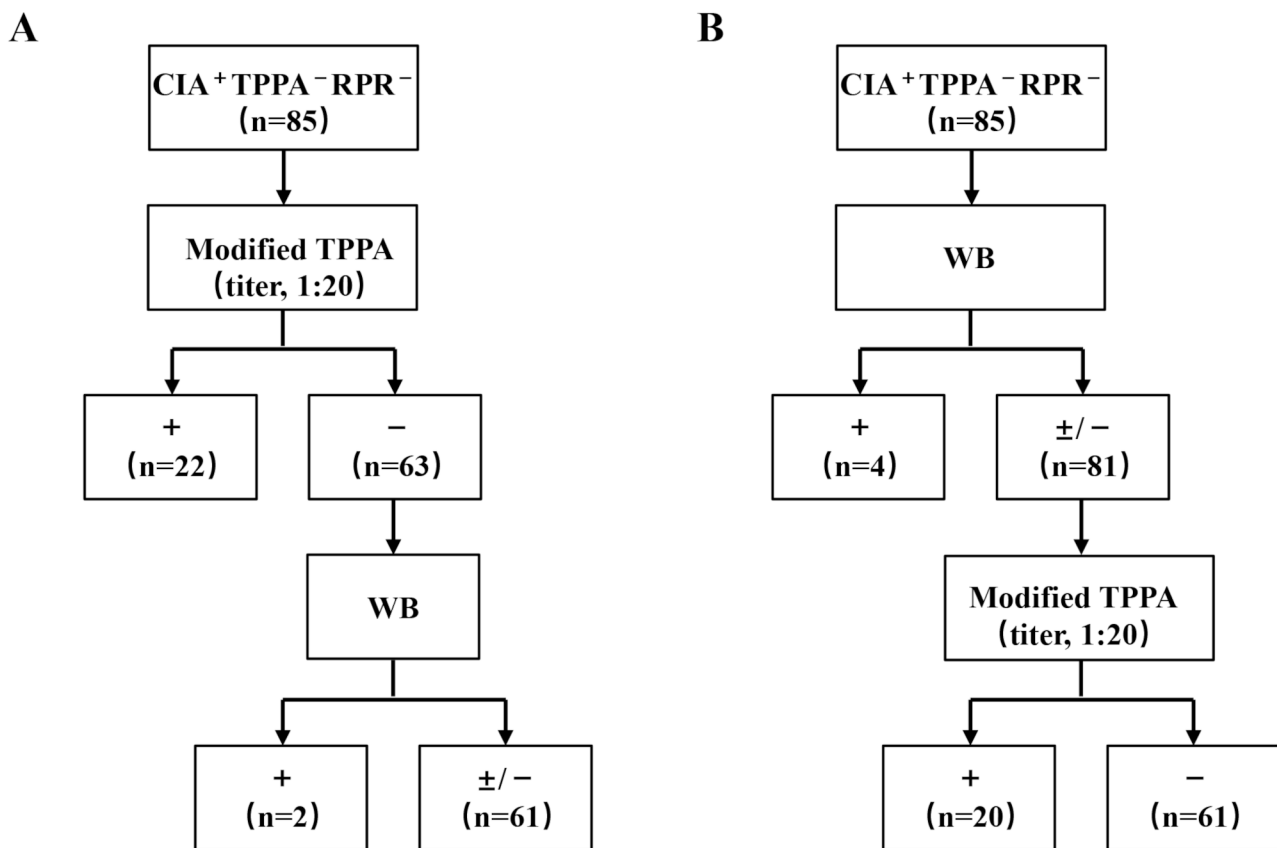 A
CIA⁺TPPA⁻RPR⁻
(n=85)
Modified TPPA
(titer, 1:20)
+
(n=22)
−
(n=63)
WB
+
(n=2)
±/−
(n=61)
B
CIA⁺TPPA⁻RPR⁻
(n=85)
WB
+
(n=4)
±/−
(n=81)
Modified TPPA
(titer, 1:20)
+
(n=20)
−
(n=61)